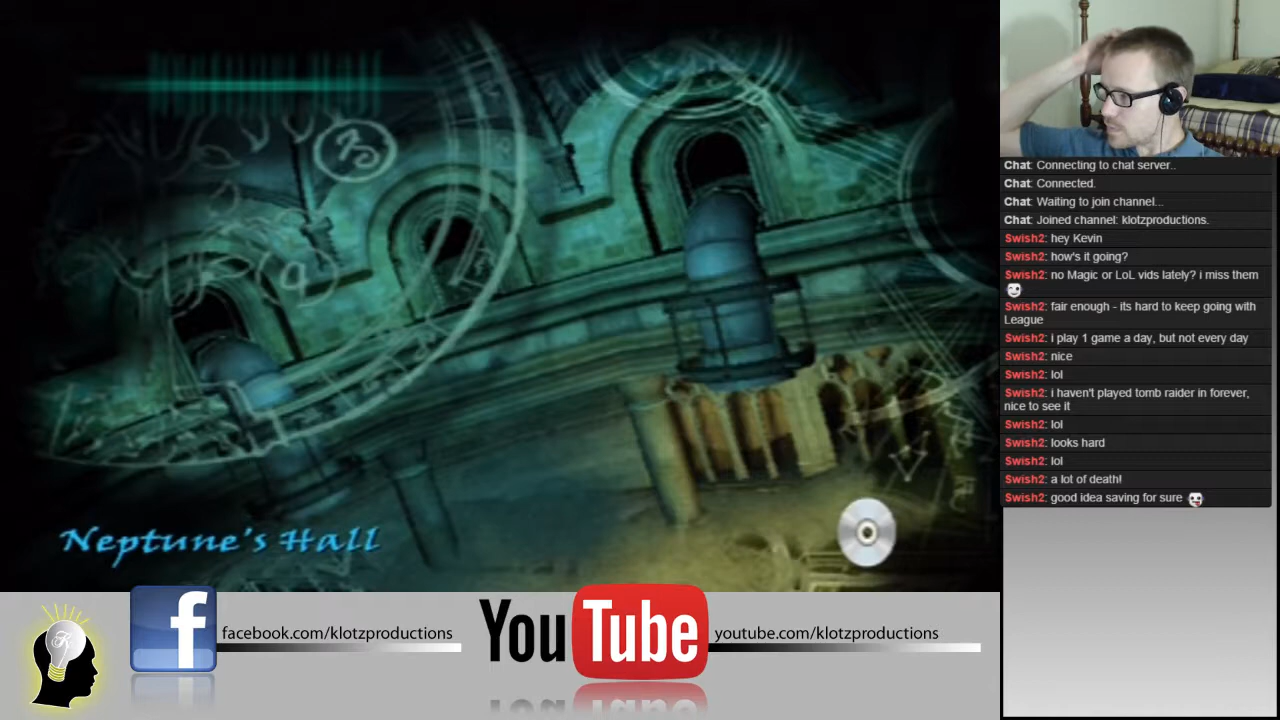 Neptune's Hall
facebook.com/klotzproductions
YouTube
youtube.com/klotzproductions
Chat: Connecting to chat server..
Chat: Connected.
Chat: Waiting to join channel...
Chat: Joined channel: klotzproductions.
Swish2: hey Kevin
Swish2: how's it going?
Swish2: no Magic or LoL vids lately? i miss them
Swish2: fair enough - its hard to keep going with
League
Swish2: i play 1 game a day, but not every day
Swish2: nice
Swish2: lol
Swish2: i haven't played tomb raider in forever,
nice to see it
Swish2: lol
Swish2: looks hard
Swish2: lol
Swish2: a lot of death!
Swish2: good idea saving for sure